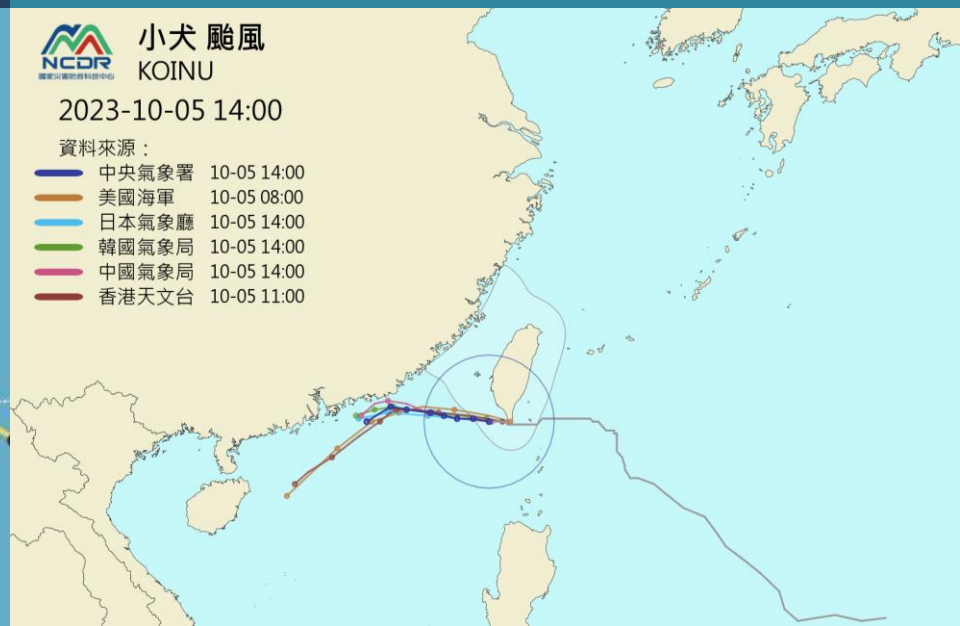 小犬 颱風
KOINU
NCDR
國家災害防救科技中心
2023-10-05 14:00
資料來源：
中央氣象署 10-05 14:00
美國海軍 10-05 08:00
日本氣象廳 10-05 14:00
韓國氣象局 10-05 14:00
中國氣象局 10-05 14:00
香港天文台 10-05 11:00